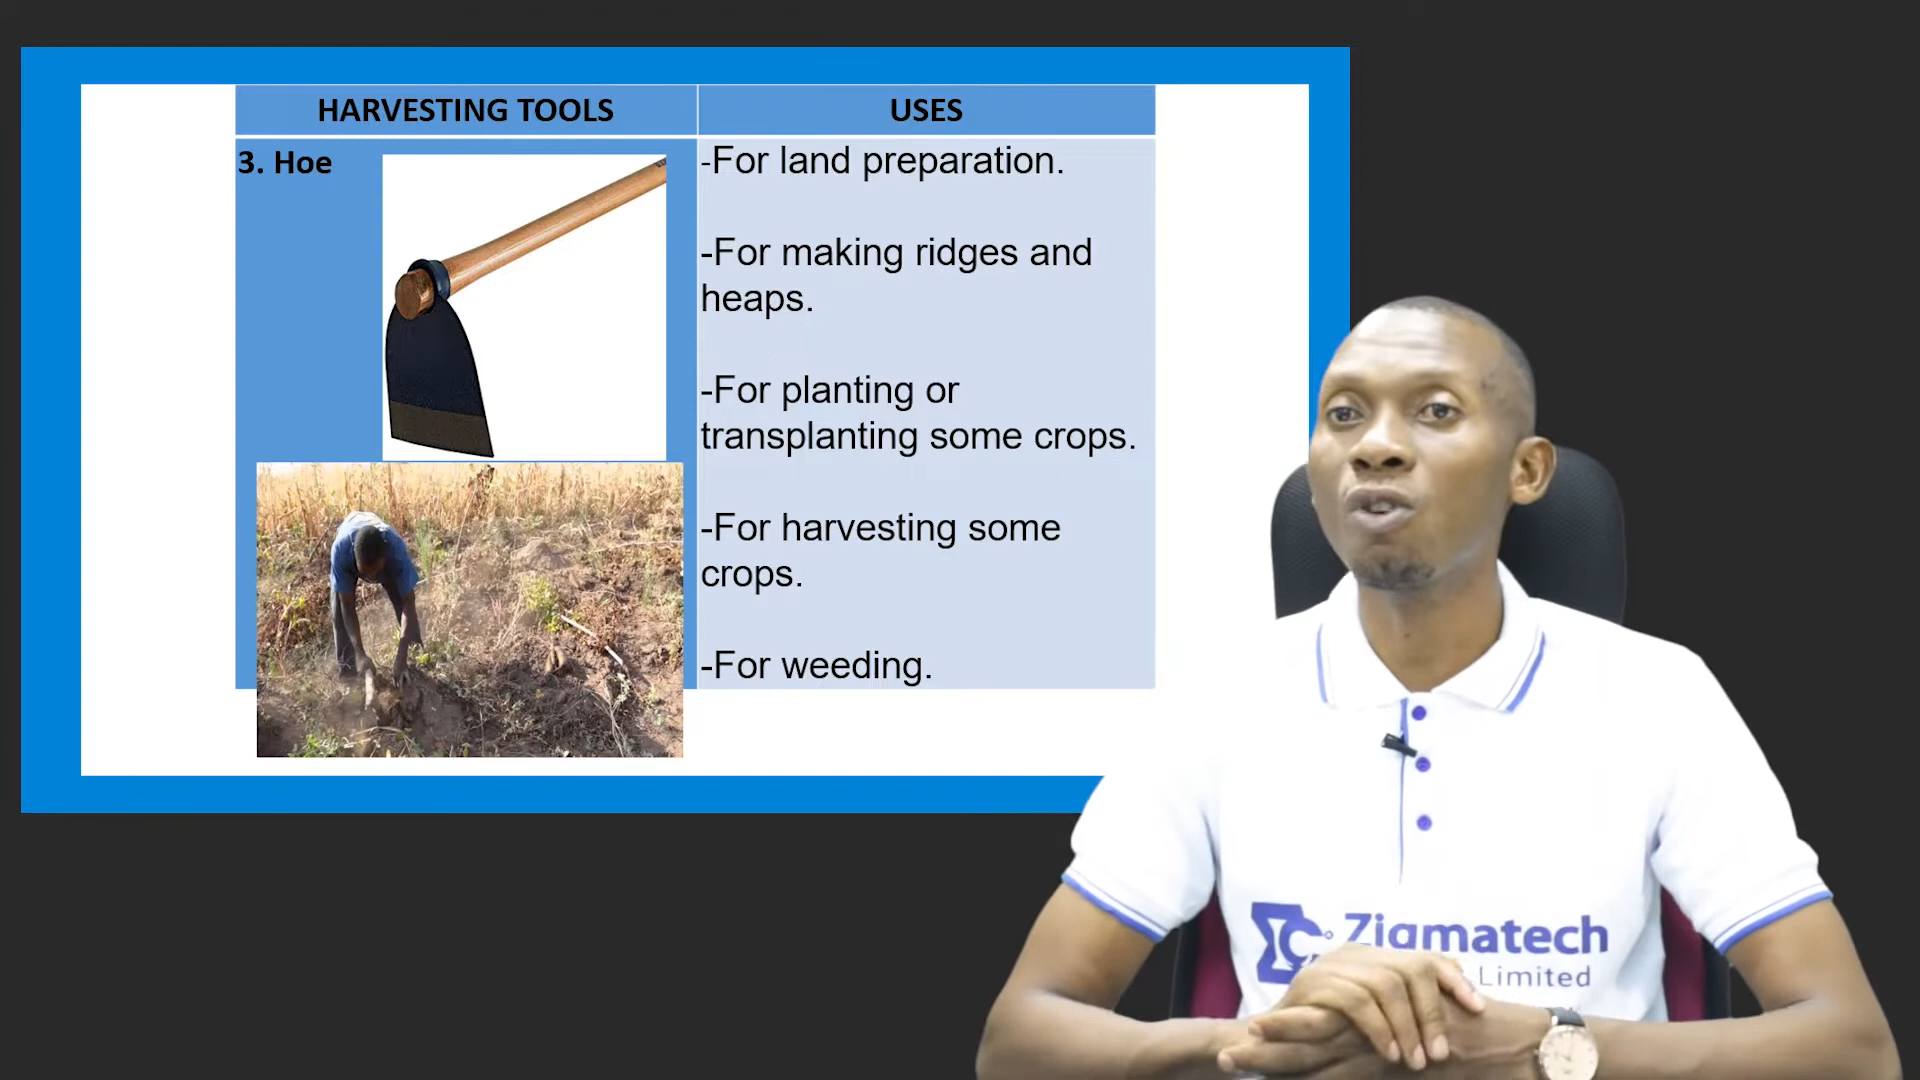 HARVESTING TOOLS
USES
3. Hoe
-For land preparation.
-For making ridges and
heaps.
-For planting or
transplanting some crops.
-For harvesting some
crops.
-For weeding.
Zigmatech
Limited